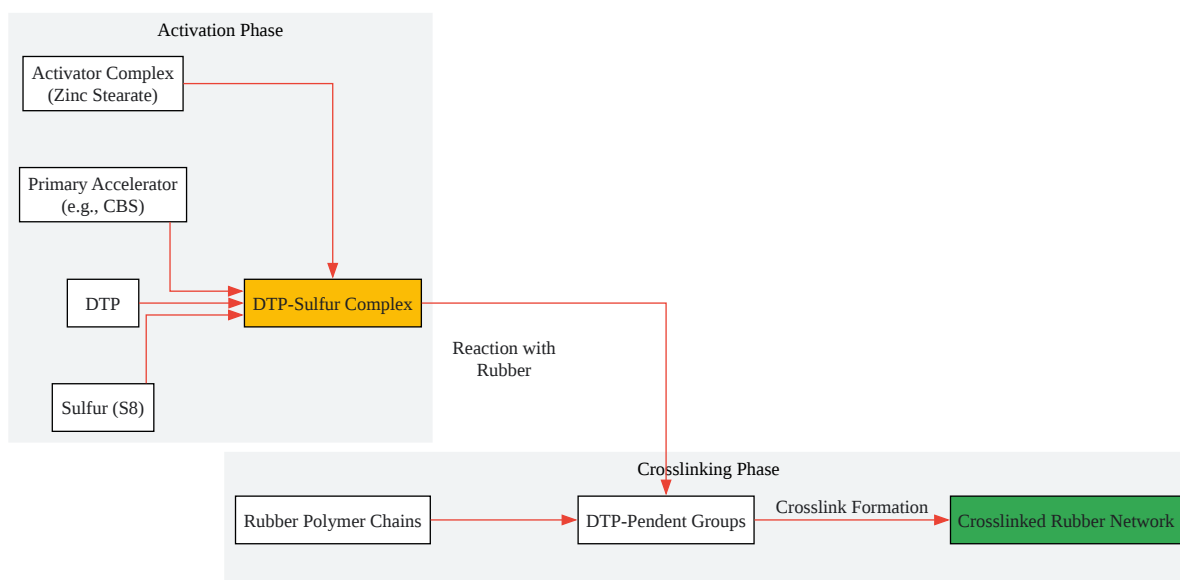 Activation Phase
Activator Complex
(Zinc Stearate)
Primary Accelerator
(e.g., CBS)
DTP
DTP-Sulfur Complex
Sulfur (S8)
Reaction with
Rubber
Crosslinking Phase
Rubber Polymer Chains
DTP-Pendent Groups
Crosslink Formation
Crosslinked Rubber Network